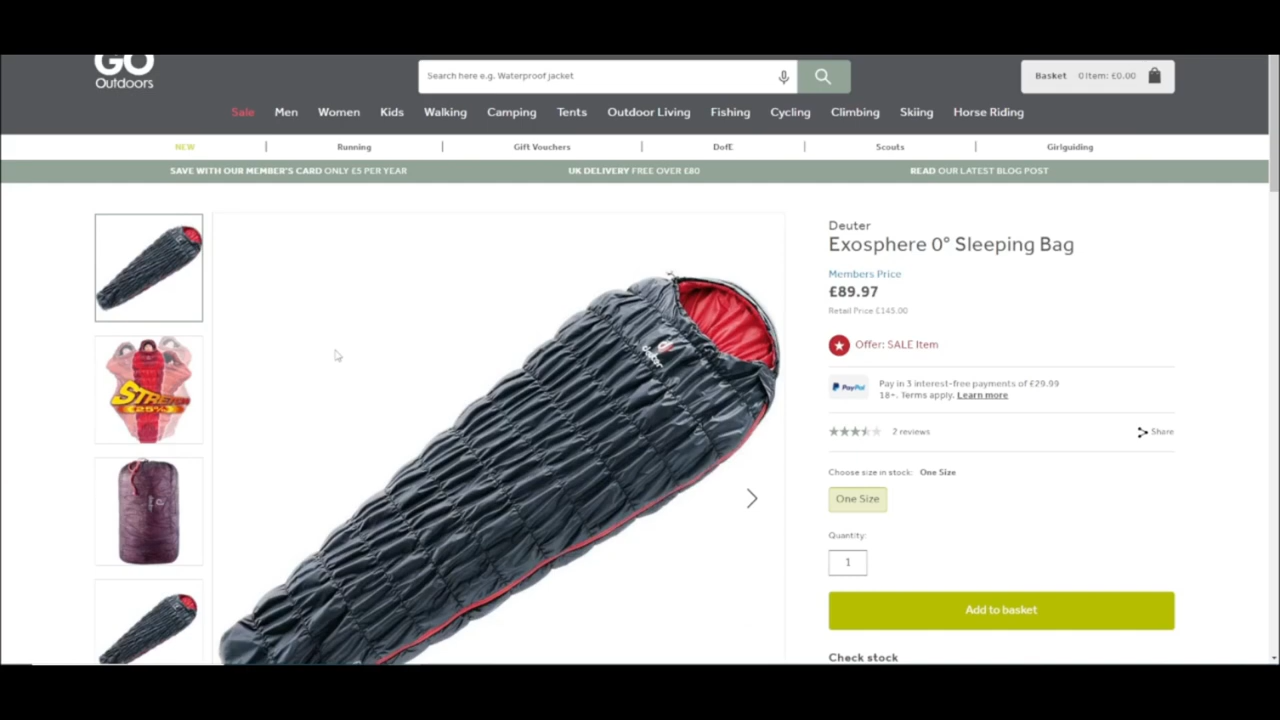 GO
Outdoors
Search here e.g. Waterproof jacket
Basket 0 Item: £0.00
Sale Men Women Kids Walking Camping Tents Outdoor Living Fishing Cycling Climbing Skiing Horse Riding
NEW | Running | Gift Vouchers | DofE | Scouts | Girlguiding
SAVE WITH OUR MEMBER'S CARD ONLY £5 PER YEAR UK DELIVERY FREE OVER £80 READ OUR LATEST BLOG POST
Deuter
Exosphere 0° Sleeping Bag
Members Price
£89.97
Retail Price £145.00
Offer: SALE Item
PayPal
Pay in 3 interest-free payments of £29.99
18+. Terms apply. Learn more
2 reviews
Share
Choose size in stock: One Size
One Size
Quantity:
1
Add to basket
Check stock
deuter
STRETCH
25%
deuter